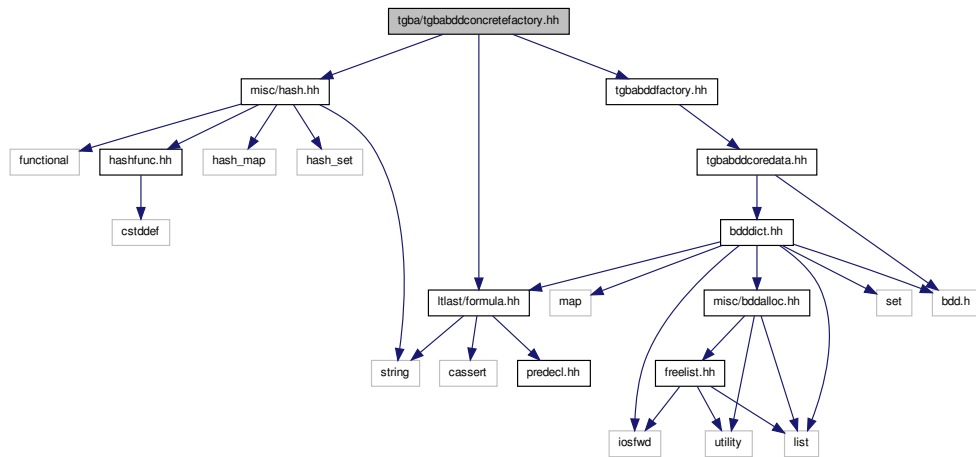 tgba/tgbabddconcretefactory.hh
misc/hash.hh
tgbabddfactory.hh
functional
hashfunc.hh
hash_map
hash_set
tgbabddcoredata.hh
cstddef
bdddict.hh
ltlast/formula.hh
map
misc/bddalloc.hh
set
bdd.h
string
cassert
predecl.hh
freelist.hh
iosfwd
utility
list